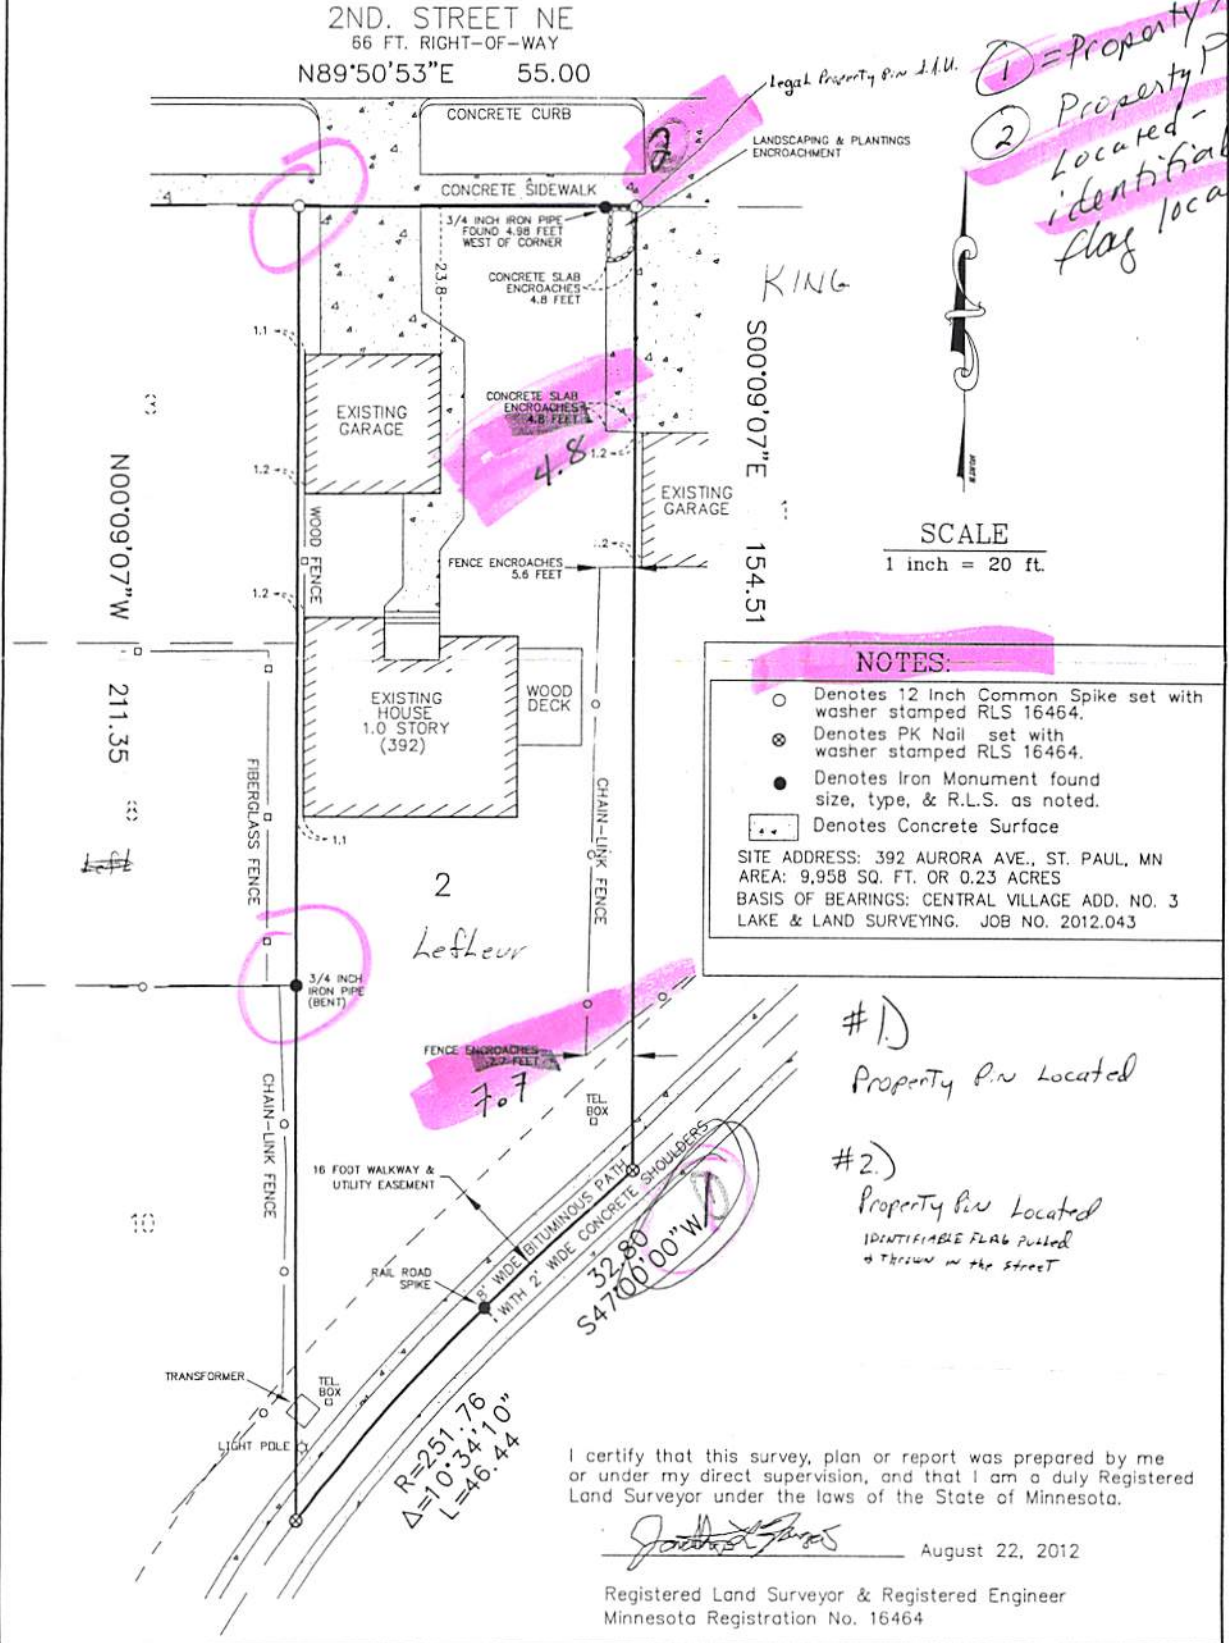 2ND. STREET NE
66 FT. RIGHT-OF-WAY
N89°50'53"E 55.00
Legal Property Pin
1 = Property
2 Property P
Located -
flag loca
CONCRETE CURB
2
LANDSCAPING & PLANTINGS
ENCROACHMENT
CONCRETE SIDEWALK
3/4 INCH IRON PIPE
FOUND 4.98 FEET
WEST OF CORNER
23.8
CONCRETE SLAB
ENCROACHES
4.8 FEET
KING
1.1
S00°09'07"E 154.51
CONCRETE SLAB
ENCROACHES
4.8 FEET
4.8
EXISTING
GARAGE
(3)
1.2
1.2
EXISTING
GARAGE
1
N00°09'07"W 211.35
WOOD FENCE
.2
FENCE ENCROACHES
5.6 FEET
1.2
SCALE
1 inch = 20 ft.
EXISTING
HOUSE
1.0 STORY
(392)
WOOD
DECK
FIBERGLASS FENCE
CHAIN-LINK FENCE
1.1
NOTES:
Denotes 12 Inch Common Spike set with
washer stamped RLS 16464.
Denotes PK Nail set with
washer stamped RLS 16464.
Denotes Iron Monument found
size, type, & R.L.S. as noted.
Denotes Concrete Surface
SITE ADDRESS: 392 AURORA AVE., ST. PAUL, MN
AREA: 9,958 SQ. FT. OR 0.23 ACRES
BASIS OF BEARINGS: CENTRAL VILLAGE ADD. NO. 3
LAKE & LAND SURVEYING. JOB NO. 2012.043
2
LefLeur
3/4 INCH
IRON PIPE
(BENT)
FENCE ENCROACHES
7.7 FEET
7.7
#1.)
Property Pin Located
TEL.
BOX
CHAIN-LINK FENCE
10
16 FOOT WALKWAY &
UTILITY EASEMENT
#2.)
Property Pin Located
IDENTIFIABLE FLAG Pulled
& Thrown in the street
8' WIDE BITUMINOUS PATH
WITH 2' WIDE CONCRETE SHOULDERS
32.80
S47°00'00"W
1
RAIL ROAD
SPIKE
TRANSFORMER
TEL.
BOX
LIGHT POLE
R=251.76
Δ=10°34'10"
L=46.44
I certify that this survey, plan or report was prepared by me
or under my direct supervision, and that I am a duly Registered
Land Surveyor under the laws of the State of Minnesota.
August 22, 2012
Registered Land Surveyor & Registered Engineer
Minnesota Registration No. 16464